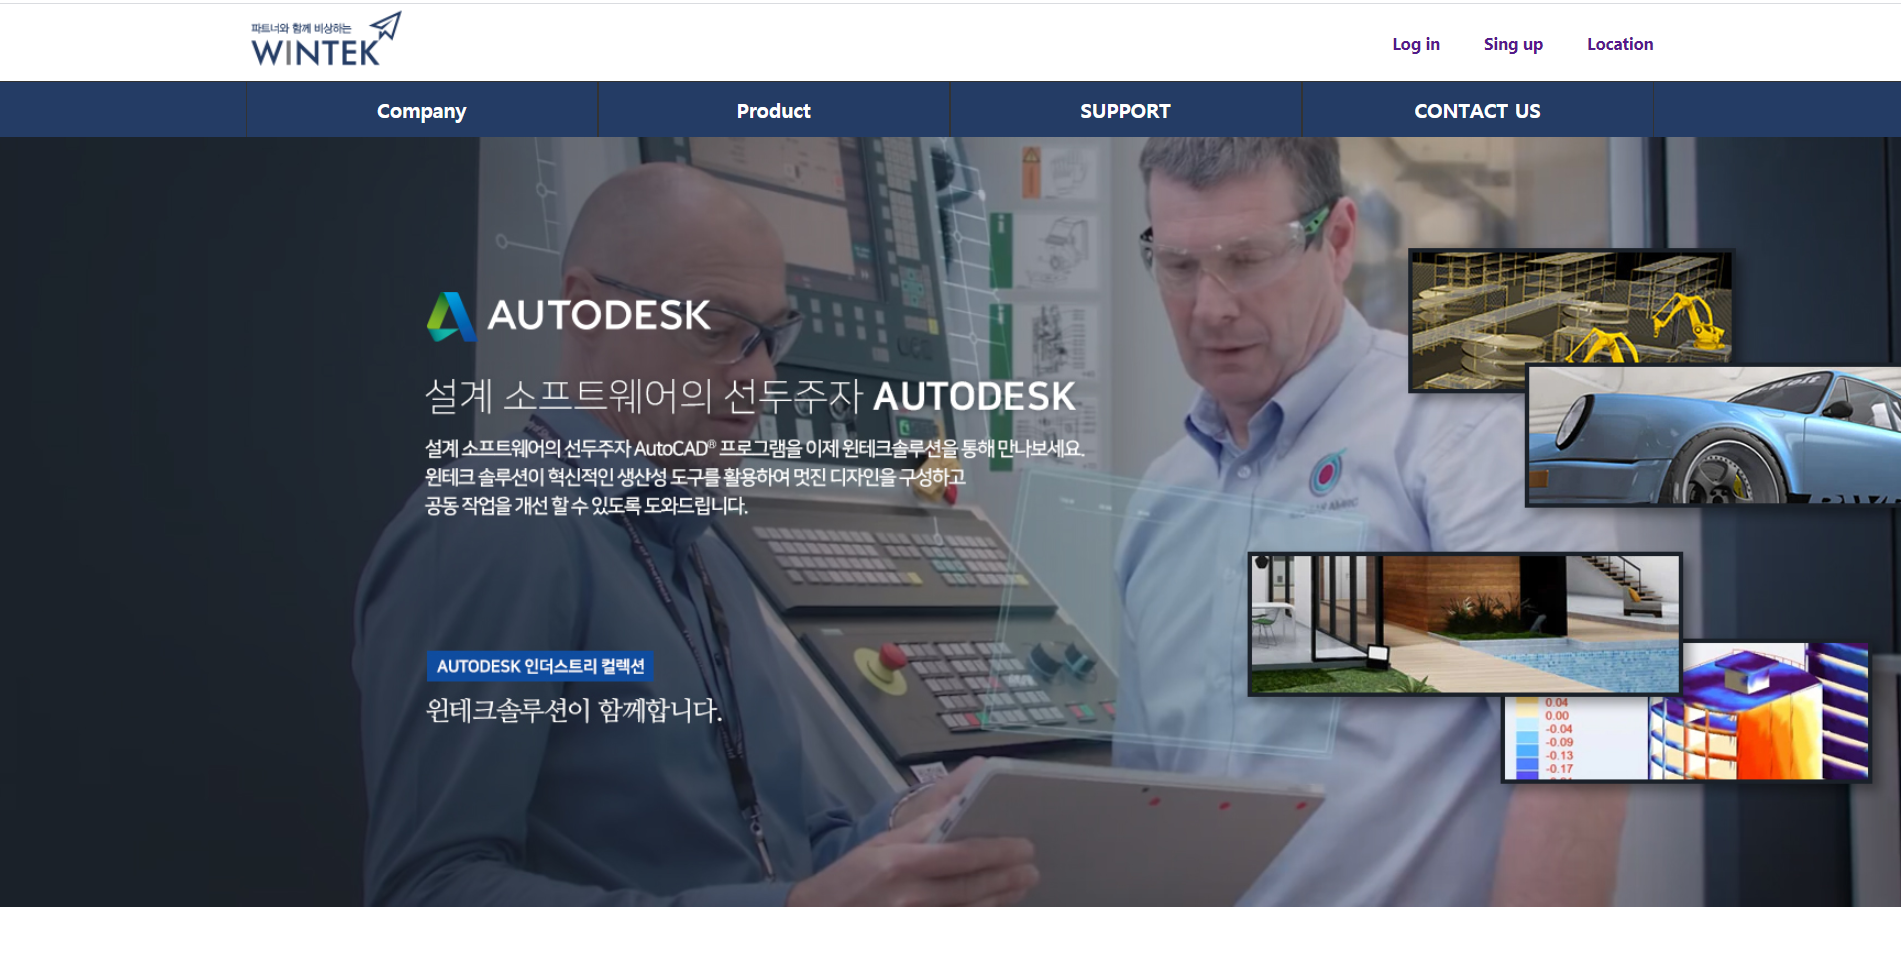 파트너와 함께 비상하는
WINTEK
Log in Sing up Location
Company Product SUPPORT CONTACT US
AUTODESK
설계 소프트웨어의 선두주자 AUTODESK
설계 소프트웨어의 선두주자 AutoCAD® 프로그램을 이제 윈테크솔루션을 통해 만나보세요.
윈테크 솔루션이 혁신적인 생산성 도구를 활용하여 멋진 디자인을 구성하고
공동 작업을 개선 할 수 있도록 도와드립니다.
AUTODESK 인더스트리 컬렉션
윈테크솔루션이 함께합니다.
0.04
0.00
-0.04
-0.09
-0.13
-0.17